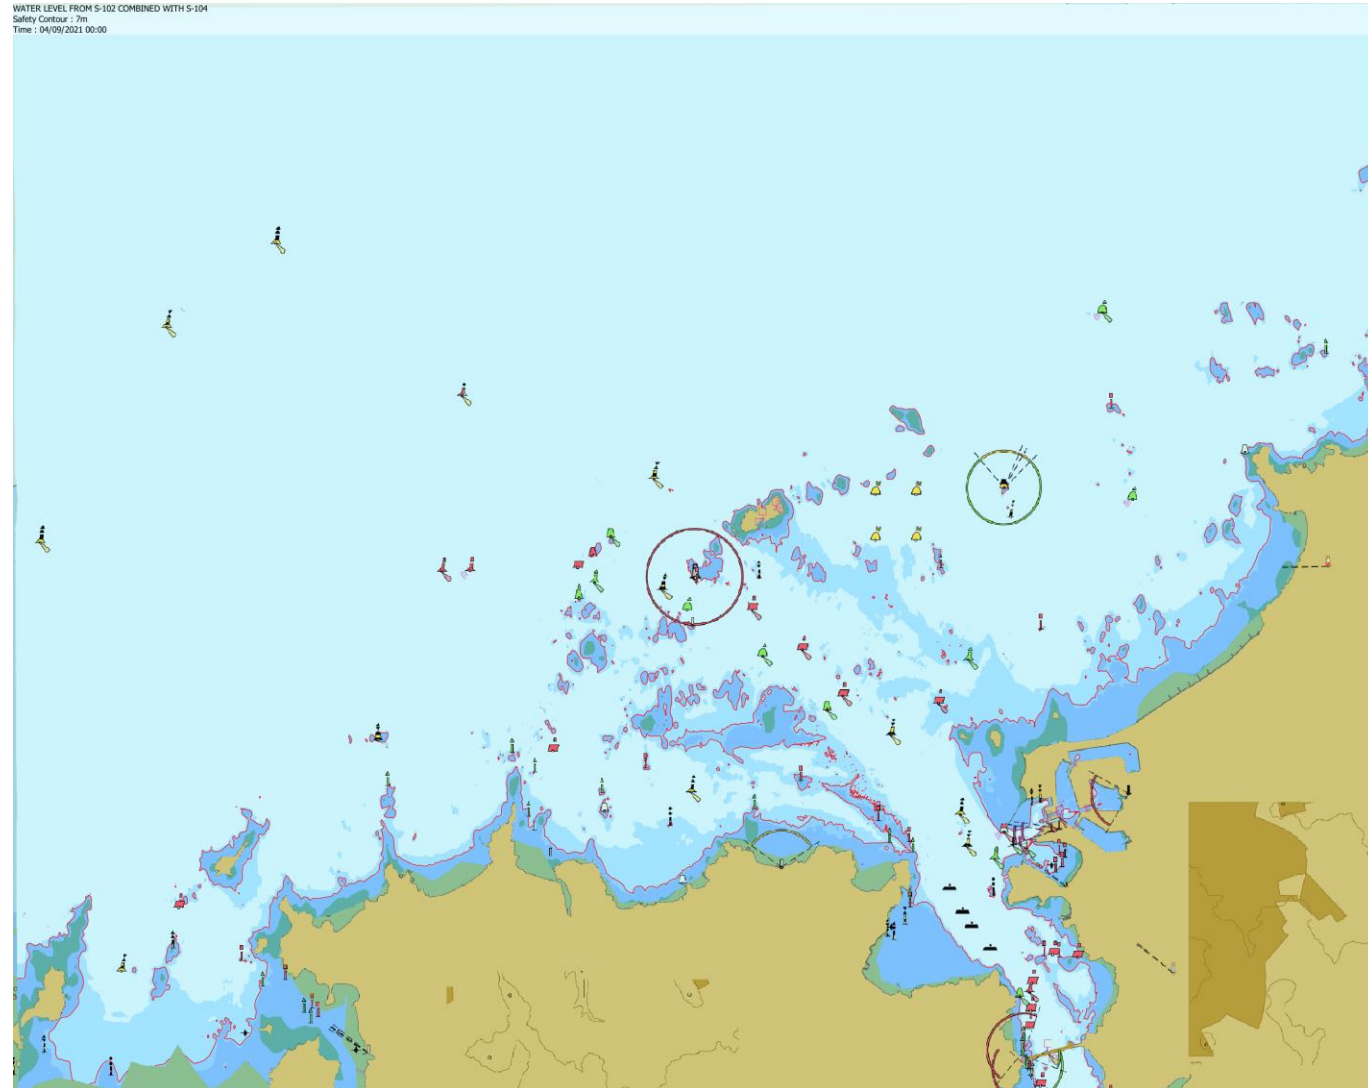 WATER LEVEL FROM S-102 COMBINED WITH S-104
Safety Contour : 7m
Time : 04/09/2021 00:00